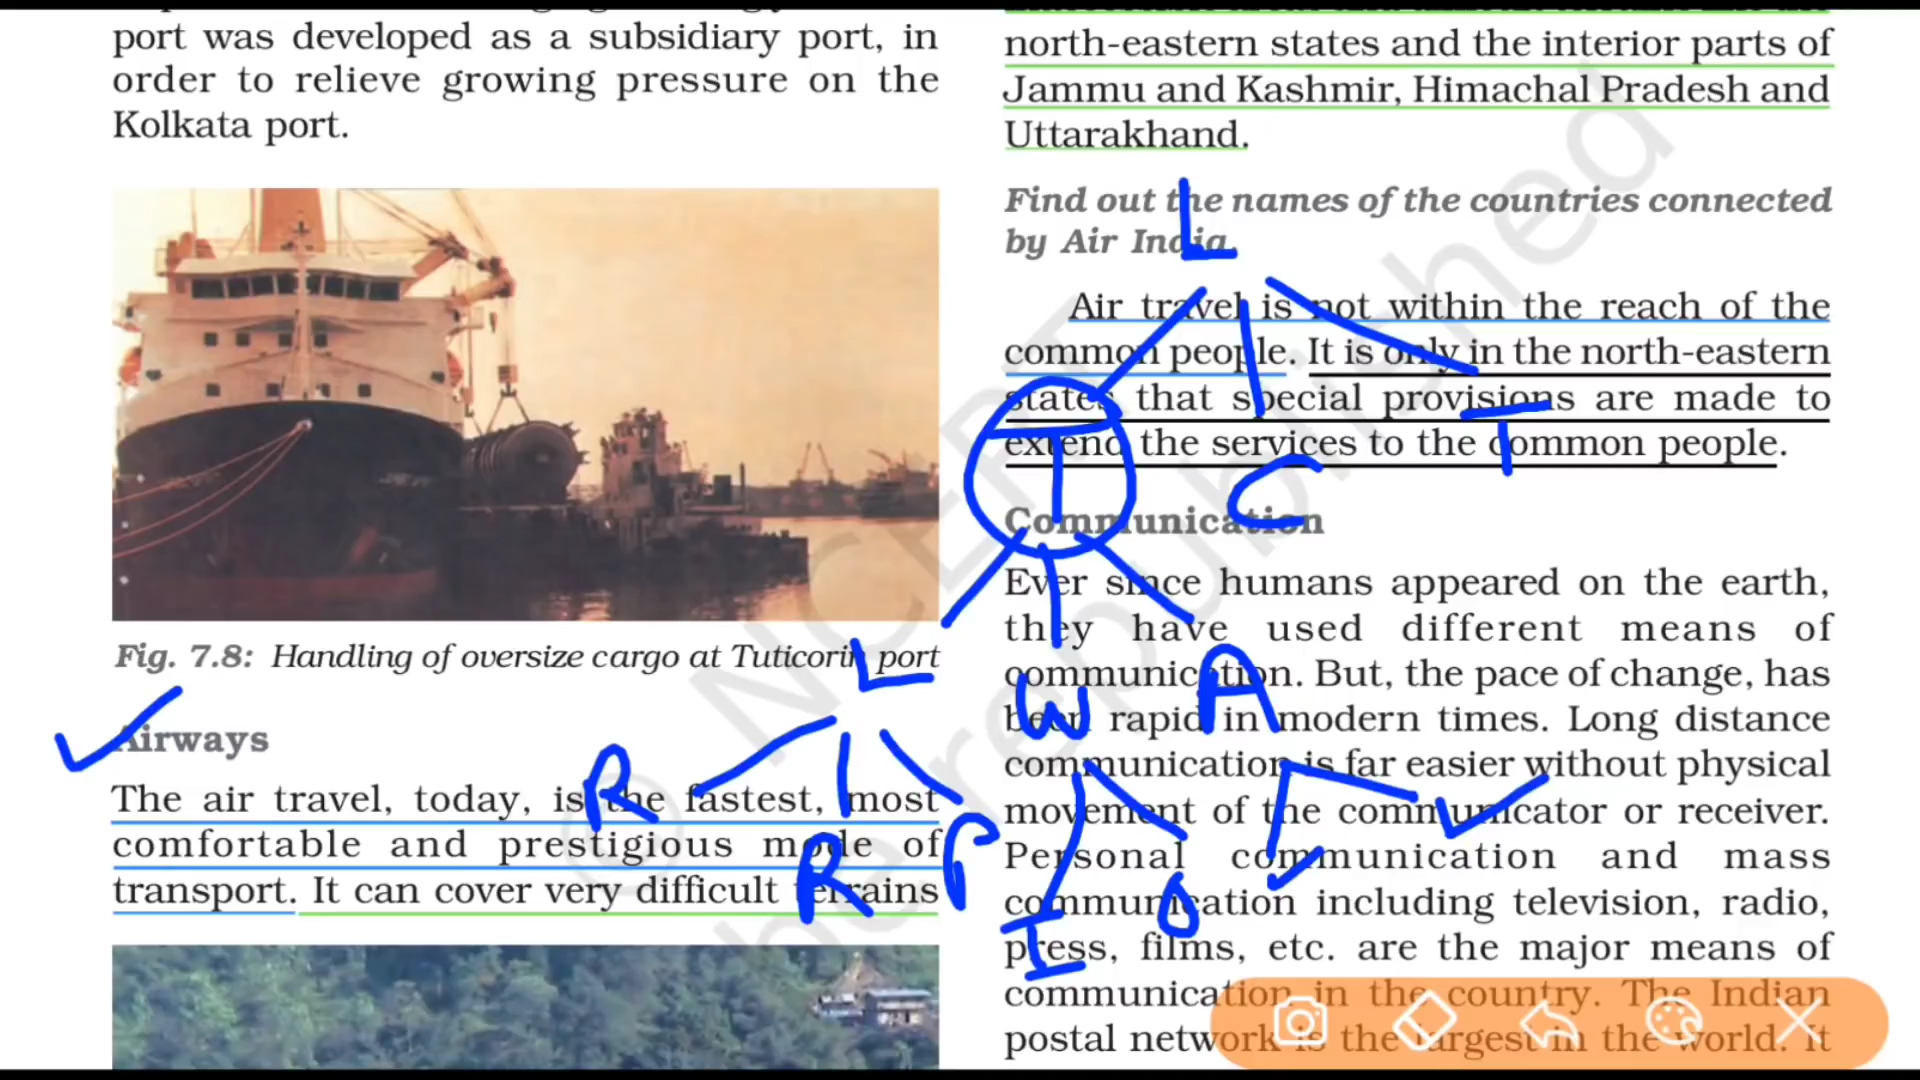 port was developed as a subsidiary port, in
order to relieve growing pressure on the
Kolkata port.
Fig. 7.8: Handling of oversize cargo at Tuticorin port
Airways
The air travel, today, is the fastest, most
comfortable and prestigious mode of
transport. It can cover very difficult terrains
north-eastern states and the interior parts of
Jammu and Kashmir, Himachal Pradesh and
Uttarakhand.
Find out the names of the countries connected
by Air India.
Air travel is not within the reach of the
common people. It is only in the north-eastern
states that special provisions are made to
extend the services to the common people.
Communication
Ever since humans appeared on the earth,
they have used different means of
communication. But, the pace of change, has
been rapid in modern times. Long distance
communication is far easier without physical
movement of the communicator or receiver.
Personal communication and mass
communication including television, radio,
press, films, etc. are the major means of
communication in the country. The Indian
postal network is the largest in the world. It
L
T
C
T
L
W
A
R
R
P
I
O
© NCERT
be republished